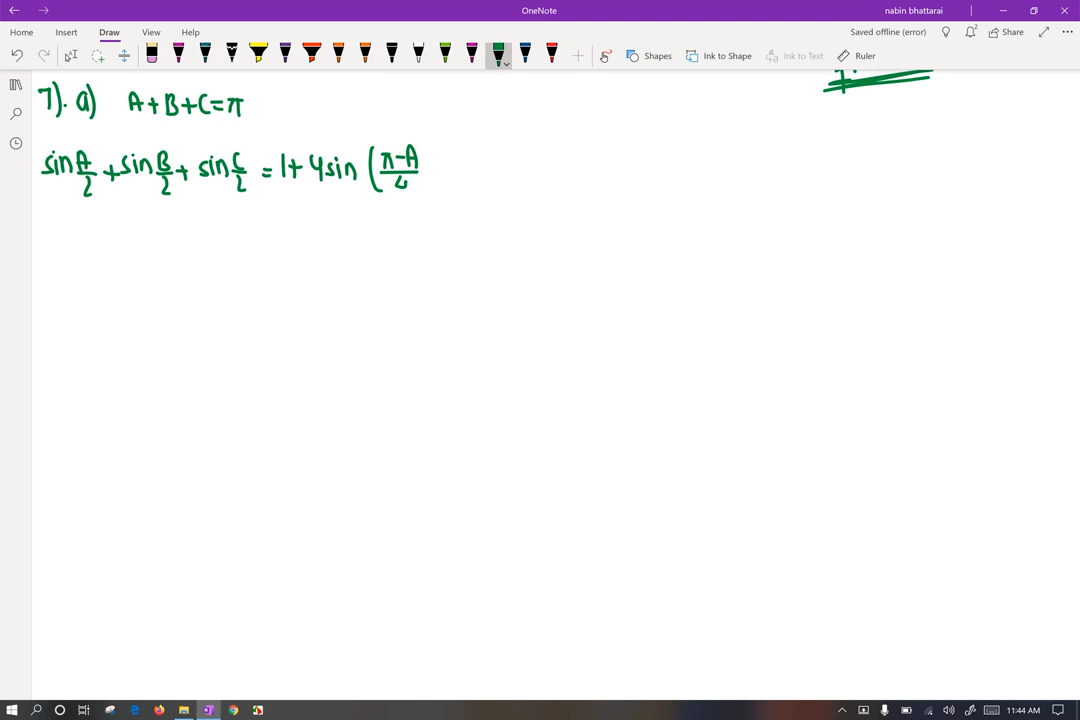 OneNote
nabin bhattarai
Home Insert Draw View Help
Saved offline (error)
Share
Shapes
Ink to Shape
Ink to Text
Ruler
7). a) A+B+C=π
sin A/2 + sin B/2 + sin C/2 = 1+ 4sin (π-A/4
11:44 AM